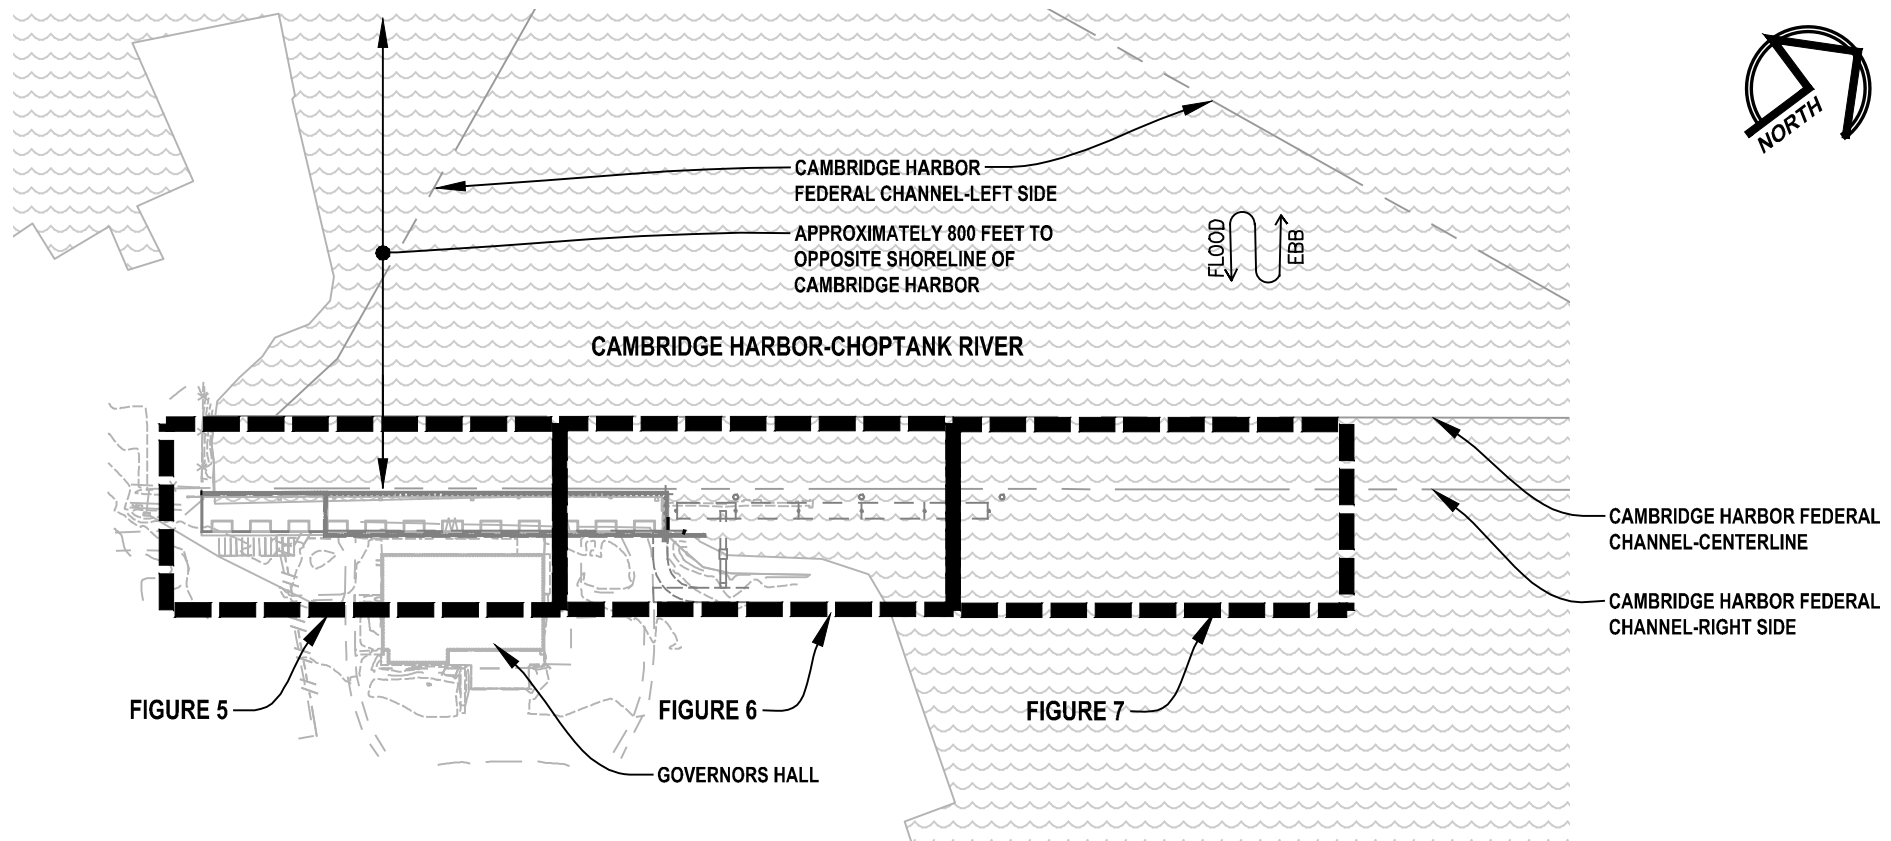 NORTH
CAMBRIDGE HARBOR
FEDERAL CHANNEL-LEFT SIDE
APPROXIMATELY 800 FEET TO
OPPOSITE SHORELINE OF
CAMBRIDGE HARBOR
FLOOD
EBB
CAMBRIDGE HARBOR-CHOPTANK RIVER
CAMBRIDGE HARBOR FEDERAL
CHANNEL-CENTERLINE
CAMBRIDGE HARBOR FEDERAL
CHANNEL-RIGHT SIDE
FIGURE 5
FIGURE 6
FIGURE 7
GOVERNORS HALL